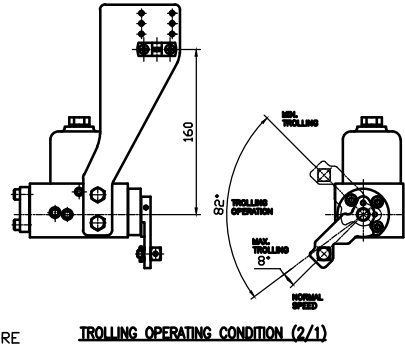 160
MIN.
TROLLING
82°
TROLLING
OPERATION
MAX.
TROLLING
8°
NORMAL
SPEED
RE
TROLLING OPERATING CONDITION (2/1)